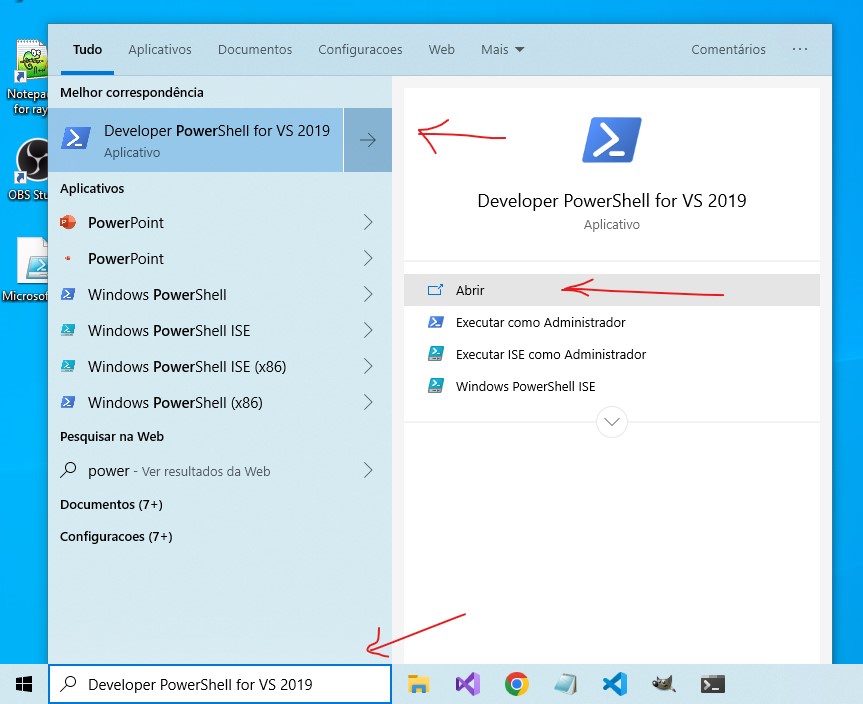 Tudo
Aplicativos
Documentos
Configuracoes
Web
Mais
Comentários
...
Notepa
for ray
OBS Stu
Microsof
Melhor correspondência
Developer PowerShell for VS 2019
Aplicativo
Aplicativos
PowerPoint
PowerPoint
Windows PowerShell
Windows PowerShell ISE
Windows PowerShell ISE (x86)
Windows PowerShell (x86)
Pesquisar na Web
power - Ver resultados da Web
Documentos (7+)
Configuracoes (7+)
Developer PowerShell for VS 2019
Aplicativo
Abrir
Executar como Administrador
Executar ISE como Administrador
Windows PowerShell ISE
Developer PowerShell for VS 2019